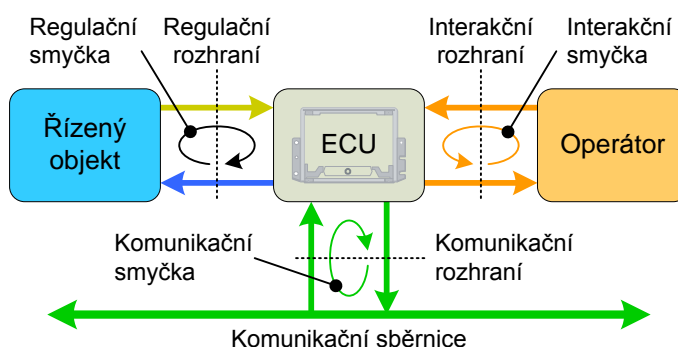 Regulační
smyčka
Regulační
rozhraní
Interakční
rozhraní
Interakční
smyčka
Řízený
objekt
ECU
Operátor
Komunikační
smyčka
Komunikační
rozhraní
Komunikační sběrnice